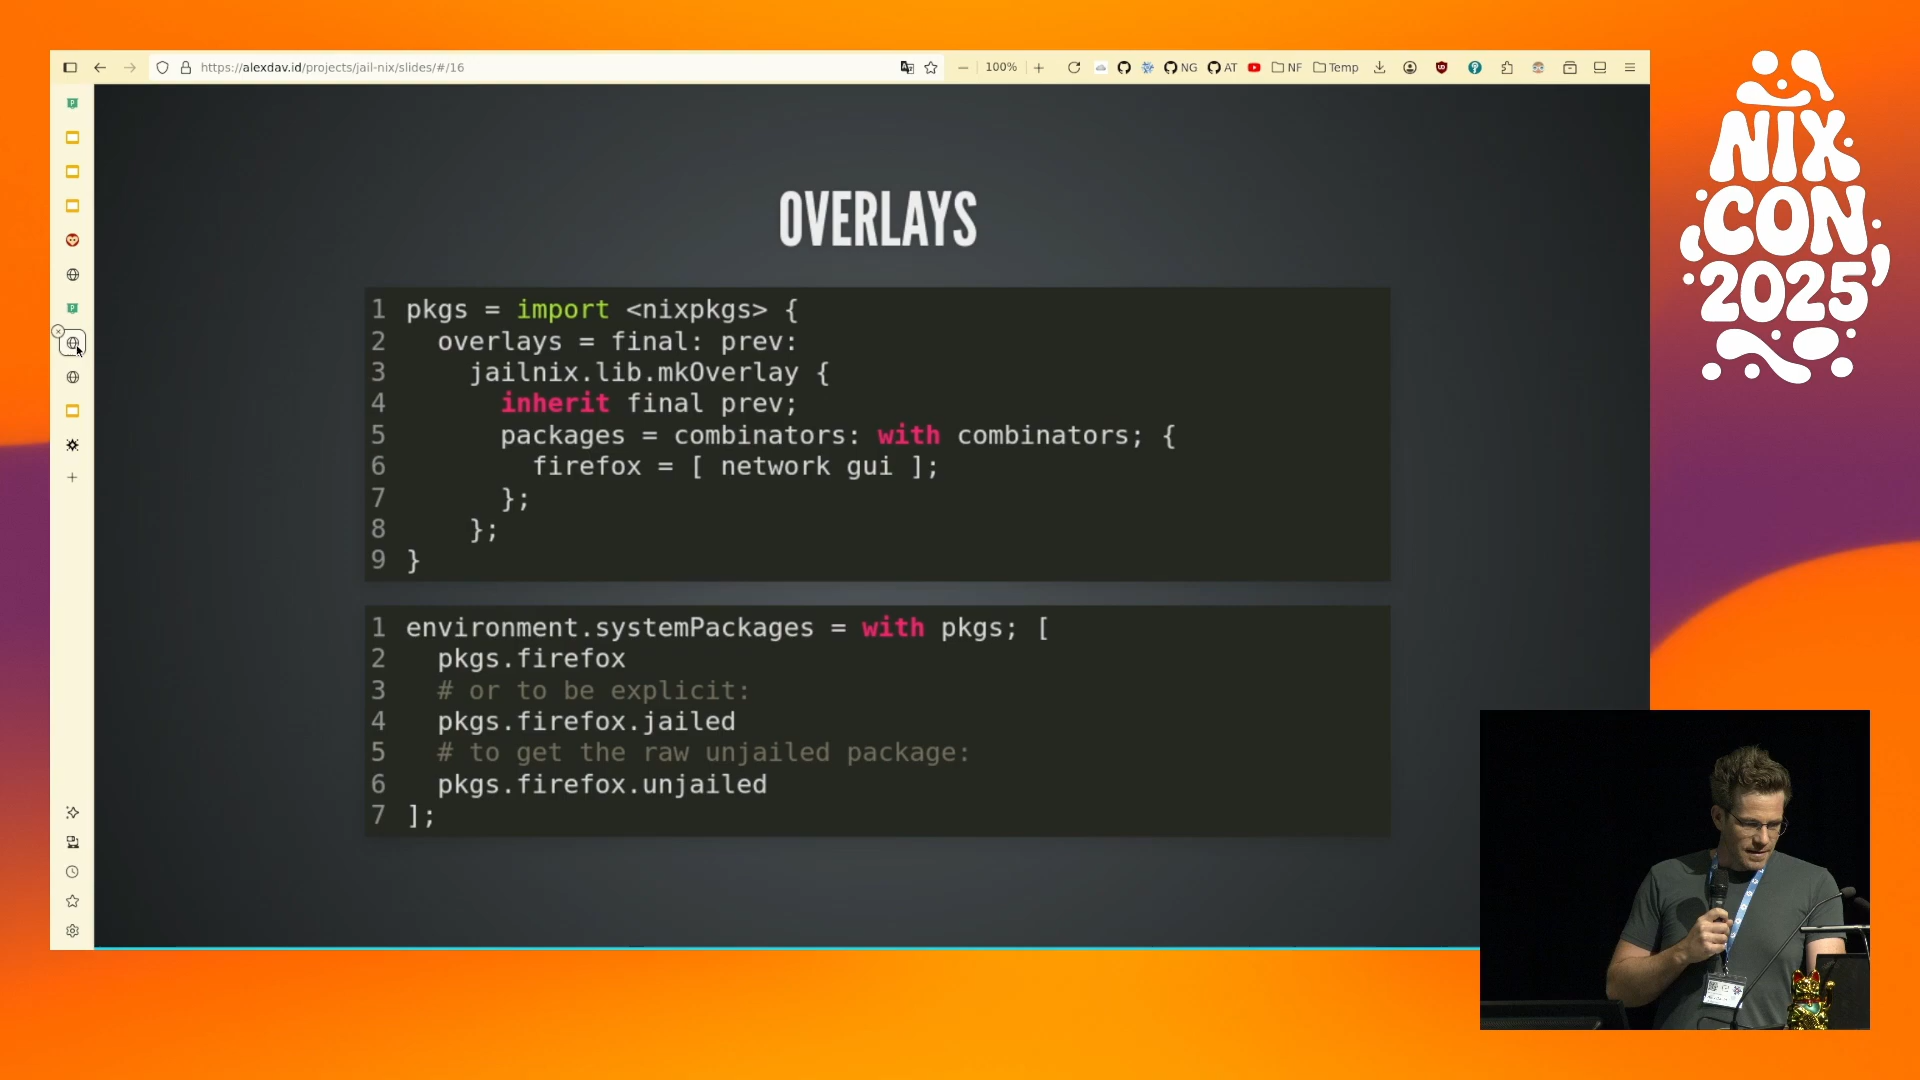 https://alexdav.id/projects/jail-nix/slides/#/16
100%
NG
AT
NF
Temp
OVERLAYS
1 pkgs = import <nixpkgs> {
2 overlays = final: prev:
3 jailnix.lib.mkOverlay {
4 inherit final prev;
5 packages = combinators: with combinators; {
6 firefox = [ network gui ];
7 };
8 };
9 }
1 environment.systemPackages = with pkgs; [
2 pkgs.firefox
3 # or to be explicit:
4 pkgs.firefox.jailed
5 # to get the raw unjailed package:
6 pkgs.firefox.unjailed
7 ];
NIX
CON
2025